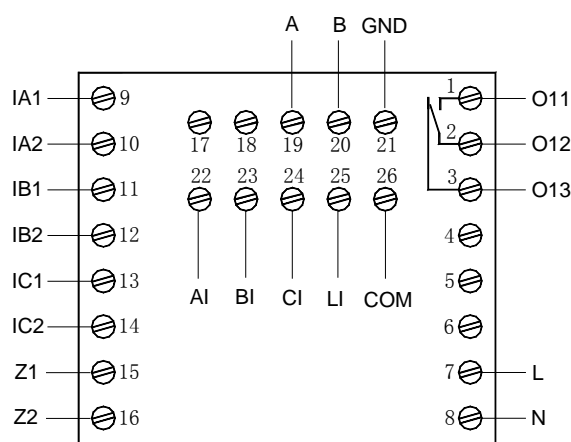 A B GND
IA1 9 1 O11
IA2 10 17 18 19 20 21 2 O12
IB1 11 22 23 24 25 26 3 O13
IB2 12 4
IC1 13 AI BI CI LI COM 5
IC2 14 6
Z1 15 7 L
Z2 16 8 N